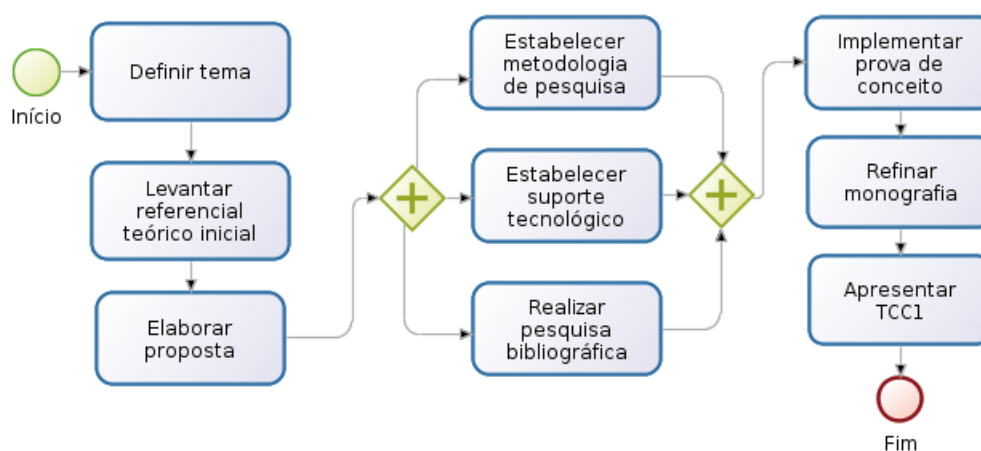 Início
Definir tema
Levantar
referencial
teórico inicial
Elaborar
proposta
Estabelecer
metodologia
de pesquisa
Estabelecer
suporte
tecnológico
Realizar
pesquisa
bibliográfica
Implementar
prova de
conceito
Refinar
monografia
Apresentar
TCC1
Fim